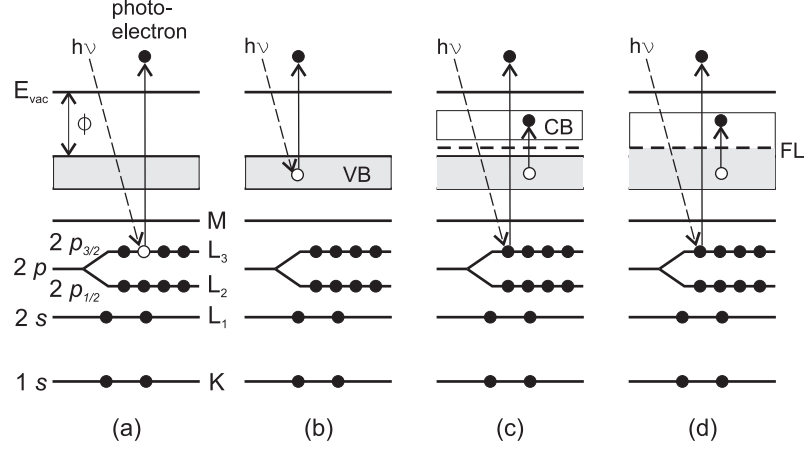 photo-
electron
hν
hν
hν
hν
E_vac
ϕ
VB
CB
FL
M
2 p_3/2
L_3
2 p
2 p_1/2
L_2
2 s
L_1
1 s
K
(a)
(b)
(c)
(d)